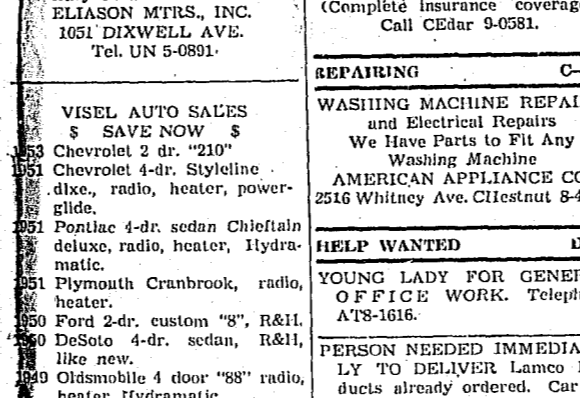 ELIASON MTRS., INC.
1051 DIXWELL AVE.
Tel. UN 5-0891.
VISEL AUTO SALES
$ SAVE NOW $
1953 Chevrolet 2 dr. "210"
1951 Chevrolet 4-dr. Styleline
dlxe., radio, heater, power-
glide.
1951 Pontiac 4-dr. sedan Chieftain
deluxe, radio, heater, Hydra-
matic.
1951 Plymouth Cranbrook, radio,
heater.
1950 Ford 2-dr. custom "8", R&H.
1950 DeSoto 4-dr. sedan, R&H,
like new.
1949 Oldsmobile 4 door "88" radio,
heater, Hydramatic
(Complete insurance coverag
Call CEdar 9-0581.
REPAIRING C-
WASHING MACHINE REPAI
and Electrical Repairs
We Have Parts to Fit Any
Washing Machine
AMERICAN APPLIANCE CO
2516 Whitney Ave. CHestnut 8-4
HELP WANTED
YOUNG LADY FOR GENER
OFFICE WORK. Teleph
AT8-1616.
PERSON NEEDED IMMEDIA
LY TO DELIVER Lamco
ducts already ordered. Car